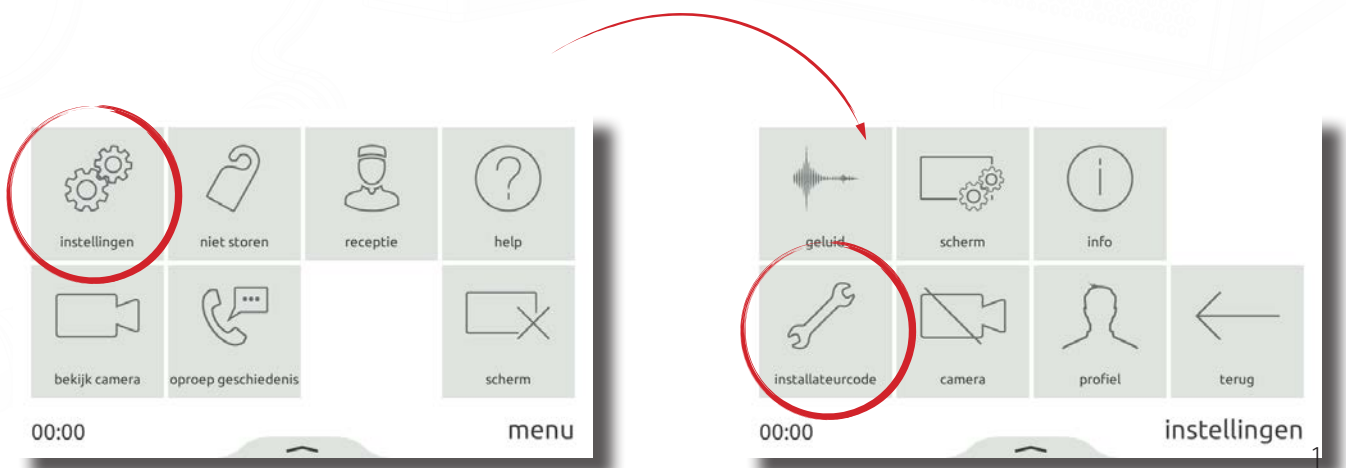 instellingen
niet storen
receptie
help
bekijk camera
oproep geschiedenis
scherm
00:00
menu
geluid
scherm
info
installateurcode
camera
profiel
terug
00:00
instellingen
1